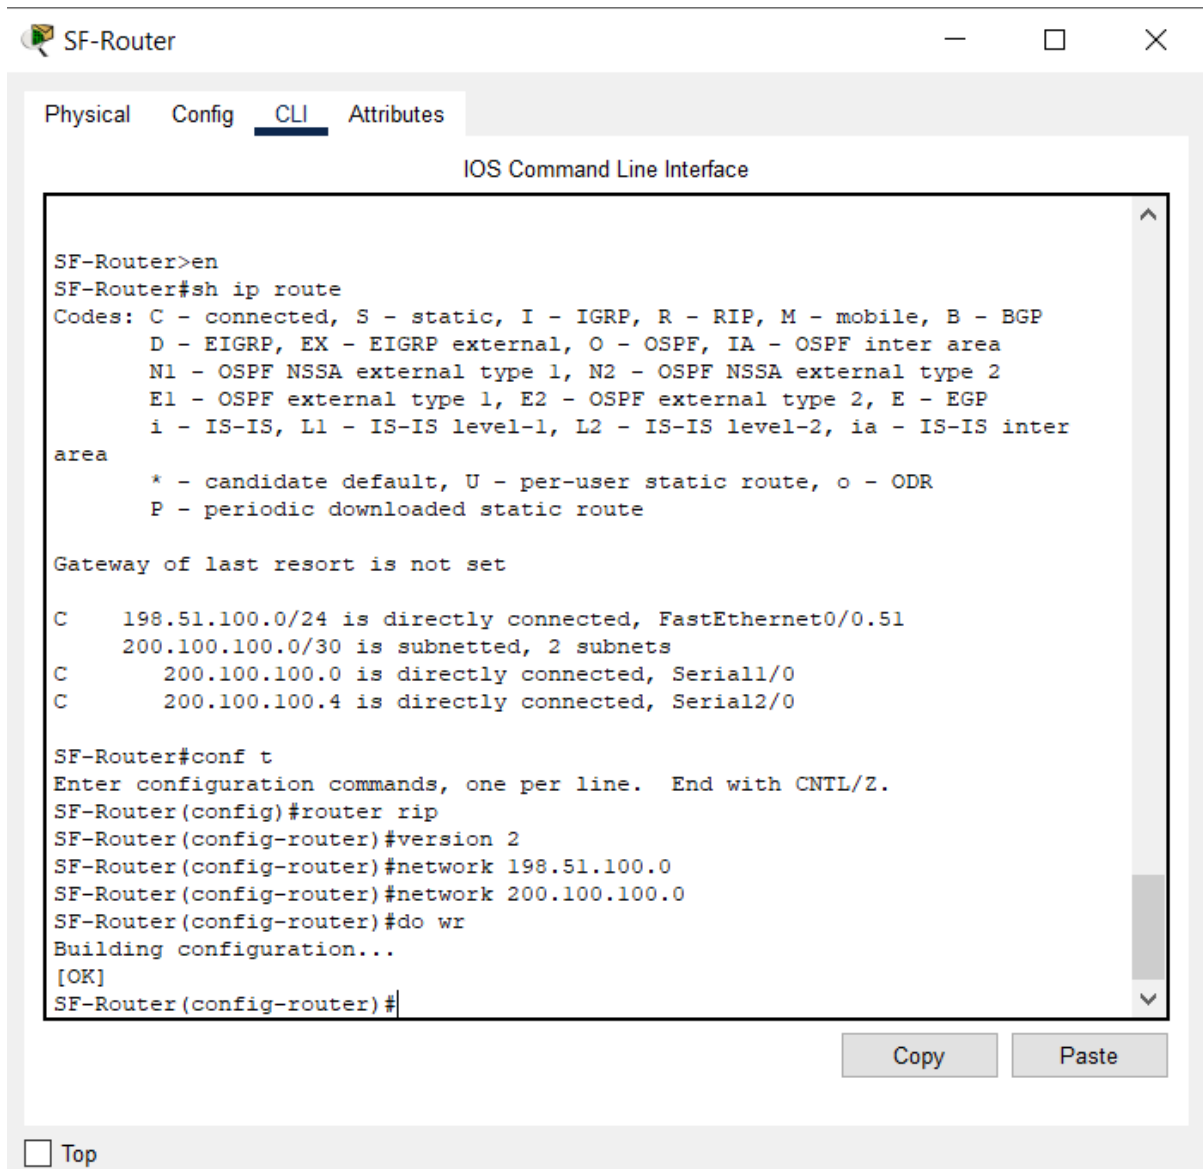 SF-Router
Physical Config CLI Attributes
IOS Command Line Interface
SF-Router>en
SF-Router#sh ip route
Codes: C - connected, S - static, I - IGRP, R - RIP, M - mobile, B - BGP
       D - EIGRP, EX - EIGRP external, O - OSPF, IA - OSPF inter area
       N1 - OSPF NSSA external type 1, N2 - OSPF NSSA external type 2
       E1 - OSPF external type 1, E2 - OSPF external type 2, E - EGP
       i - IS-IS, L1 - IS-IS level-1, L2 - IS-IS level-2, ia - IS-IS inter
area
       * - candidate default, U - per-user static route, o - ODR
       P - periodic downloaded static route
Gateway of last resort is not set
C    198.51.100.0/24 is directly connected, FastEthernet0/0.51
     200.100.100.0/30 is subnetted, 2 subnets
C       200.100.100.0 is directly connected, Serial1/0
C       200.100.100.4 is directly connected, Serial2/0
SF-Router#conf t
Enter configuration commands, one per line.  End with CNTL/Z.
SF-Router(config)#router rip
SF-Router(config-router)#version 2
SF-Router(config-router)#network 198.51.100.0
SF-Router(config-router)#network 200.100.100.0
SF-Router(config-router)#do wr
Building configuration...
[OK]
SF-Router(config-router)#
Copy Paste
Top